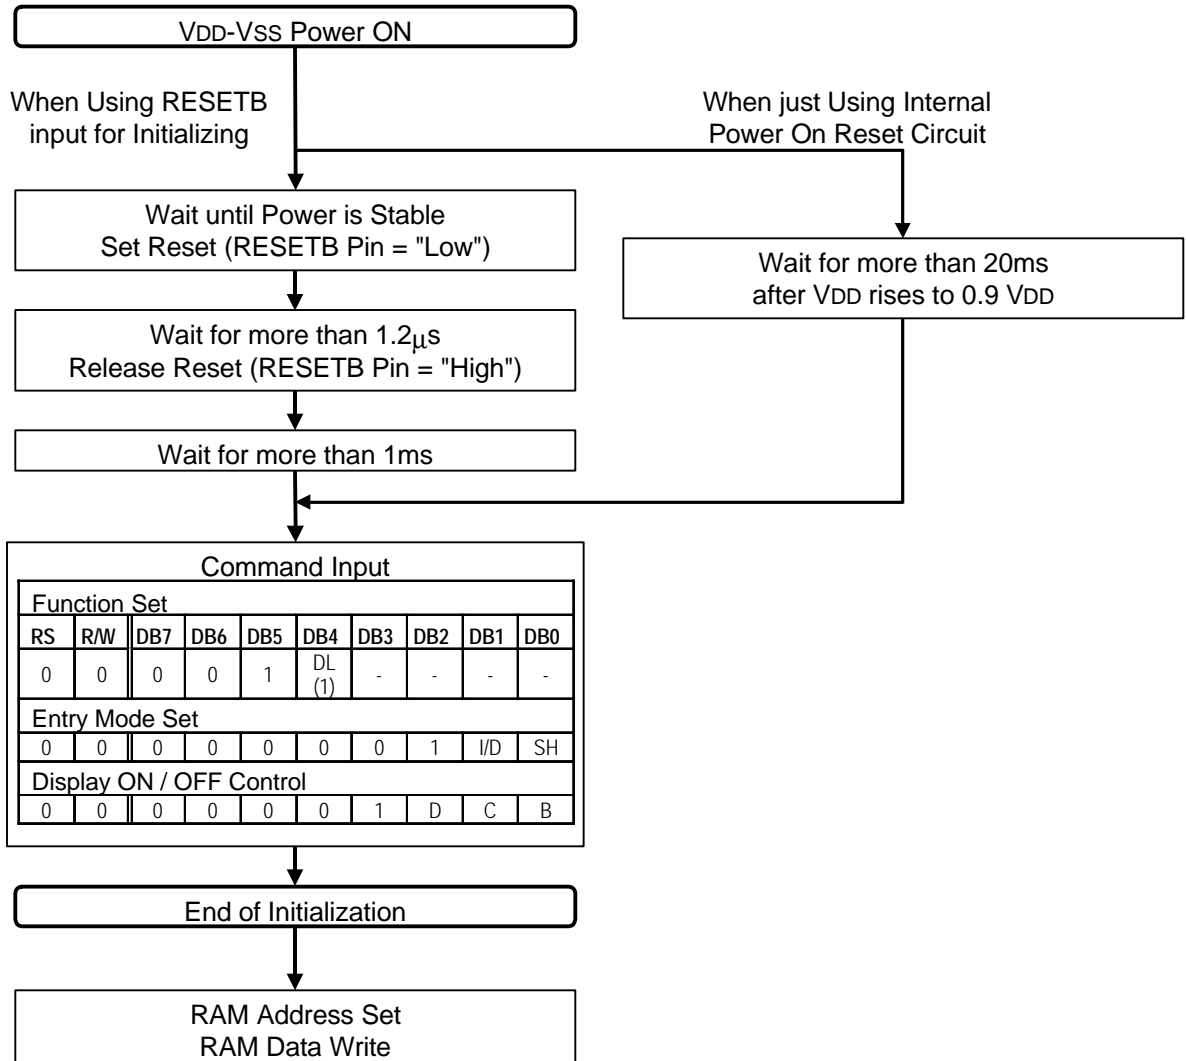 VDD-VSS Power ON
When Using RESETB
input for Initializing
When just Using Internal
Power On Reset Circuit
Wait until Power is Stable
Set Reset (RESETB Pin = "Low")
Wait for more than 20ms
after VDD rises to 0.9 VDD
Wait for more than 1.2μs
Release Reset (RESETB Pin = "High")
Wait for more than 1ms
Command Input
Function Set
RS R/W DB7 DB6 DB5 DB4 DB3 DB2 DB1 DB0
0 0 0 0 1 DL - - - -
(1)
Entry Mode Set
0 0 0 0 0 0 0 1 I/D SH
Display ON / OFF Control
0 0 0 0 0 0 1 D C B
End of Initialization
RAM Address Set
RAM Data Write